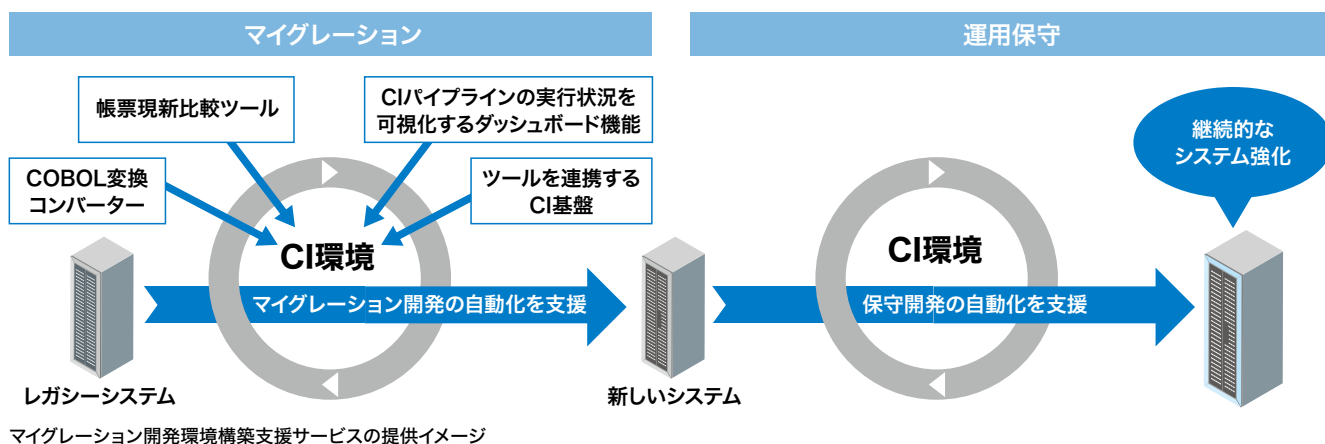 マイグレーション
運用保守
帳票現新比較ツール
CIパイプラインの実行状況を
可視化するダッシュボード機能
COBOL変換
コンバーター
ツールを連携する
CI基盤
CI環境
マイグレーション開発の自動化を支援
レガシーシステム
新しいシステム
CI環境
保守開発の自動化を支援
継続的な
システム強化
マイグレーション開発環境構築支援サービスの提供イメージ